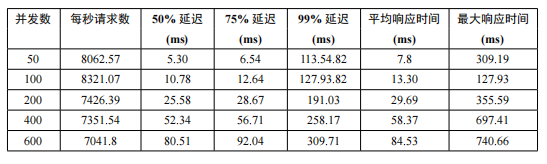 并发数 每秒请求数 50% 延迟 75% 延迟 99% 延迟 平均响应时间 最大响应时间
(ms) (ms) (ms) (ms) (ms)
50 8062.57 5.30 6.54 113.54.82 7.8 309.19
100 8321.07 10.78 12.64 127.93.82 13.30 127.93
200 7426.39 25.58 28.67 191.03 29.69 355.59
400 7351.54 52.34 56.71 258.17 58.37 697.41
600 7041.8 80.51 92.04 309.71 84.53 740.66